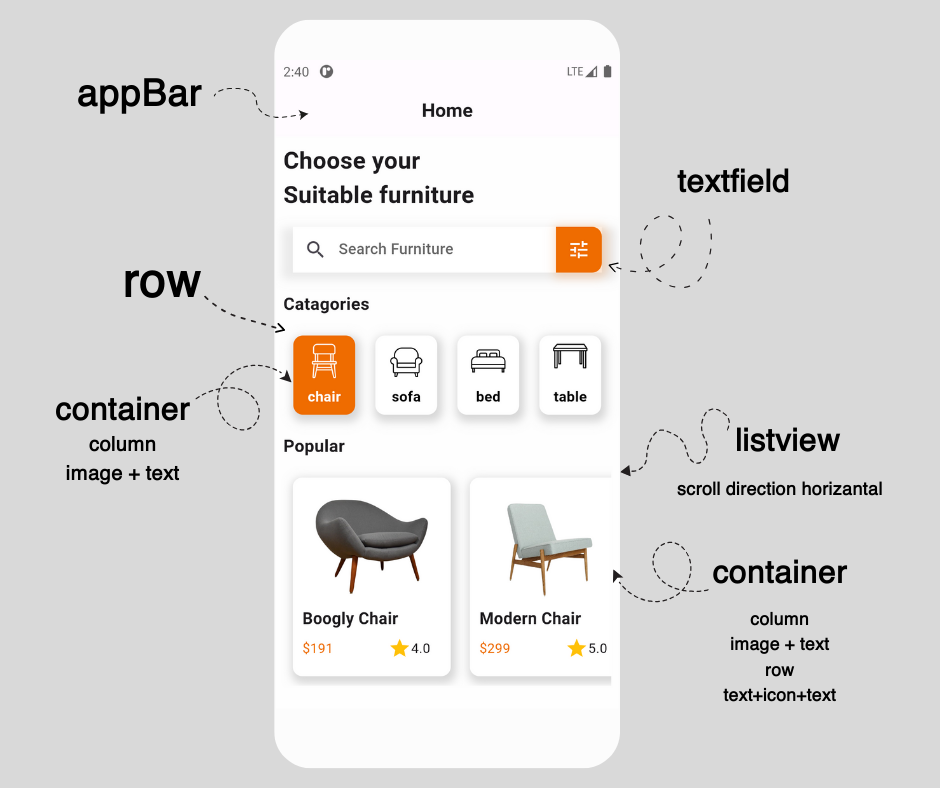 2:40
LTE
appBar
Home
Choose your
Suitable furniture
textfield
Search Furniture
row
Catagories
chair
sofa
bed
table
container
column
image + text
Popular
listview
scroll direction horizantal
Boogly Chair
$191
4.0
Modern Chair
$299
5.0
container
column
image + text
row
text+icon+text